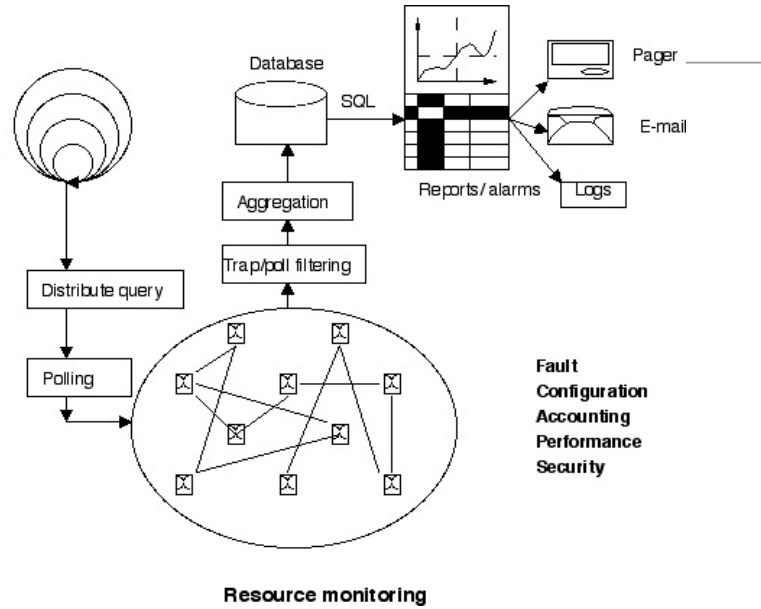 Database
SQL
Pager
E-mail
Logs
Reports/ alarms
Aggregation
Trap/poll filtering
Distribute query
Polling
Fault
Configuration
Accounting
Performance
Security
Resource monitoring